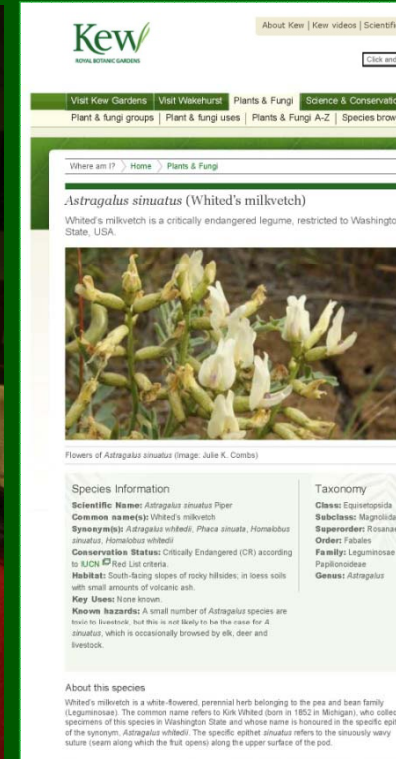 Kew
ROYAL BOTANIC GARDENS
About Kew | Kew videos | Scientific
Click and
Visit Kew Gardens Visit Wakehurst Plants & Fungi Science & Conservatio
Plant & fungi groups | Plant & fungi uses | Plants & Fungi A-Z | Species brow
Where am I? Home Plants & Fungi
Astragalus sinuatus (Whited's milkvetch)
Whited's milkvetch is a critically endangered legume, restricted to Washingto
State, USA.
Flowers of Astragalus sinuatus (Image: Julie K. Combs)
Species Information
Scientific Name: Astragalus sinuatus Piper
Common name(s): Whited's milkvetch
Synonym(s): Astragalus whitedii, Phaca sinuata, Homalobus
sinuatus, Homalobus whitedii
Conservation Status: Critically Endangered (CR) according
to IUCN Red List criteria.
Habitat: South-facing slopes of rocky hillsides; in loess soils
with small amounts of volcanic ash.
Key Uses: None known.
Known hazards: A small number of Astragalus species are
toxic to livestock, but this is not likely to be the case for A.
sinuatus, which is occasionally browsed by elk, deer and
livestock.
Taxonomy
Class: Equisetopsida
Subclass: Magnoliida
Superorder: Rosanae
Order: Fabales
Family: Leguminosae
Papilionoideae
Genus: Astragalus
About this species
Whited's milkvetch is a white-flowered, perennial herb belonging to the pea and bean family
(Leguminosae). The common name refers to Kirk Whited (born in 1852 in Michigan), who collec
specimens of this species in Washington State and whose name is honoured in the specific epit
of the synonym, Astragalus whitedii. The specific epithet sinuatus refers to the sinuously wavy
suture (seam along which the fruit opens) along the upper surface of the pod.